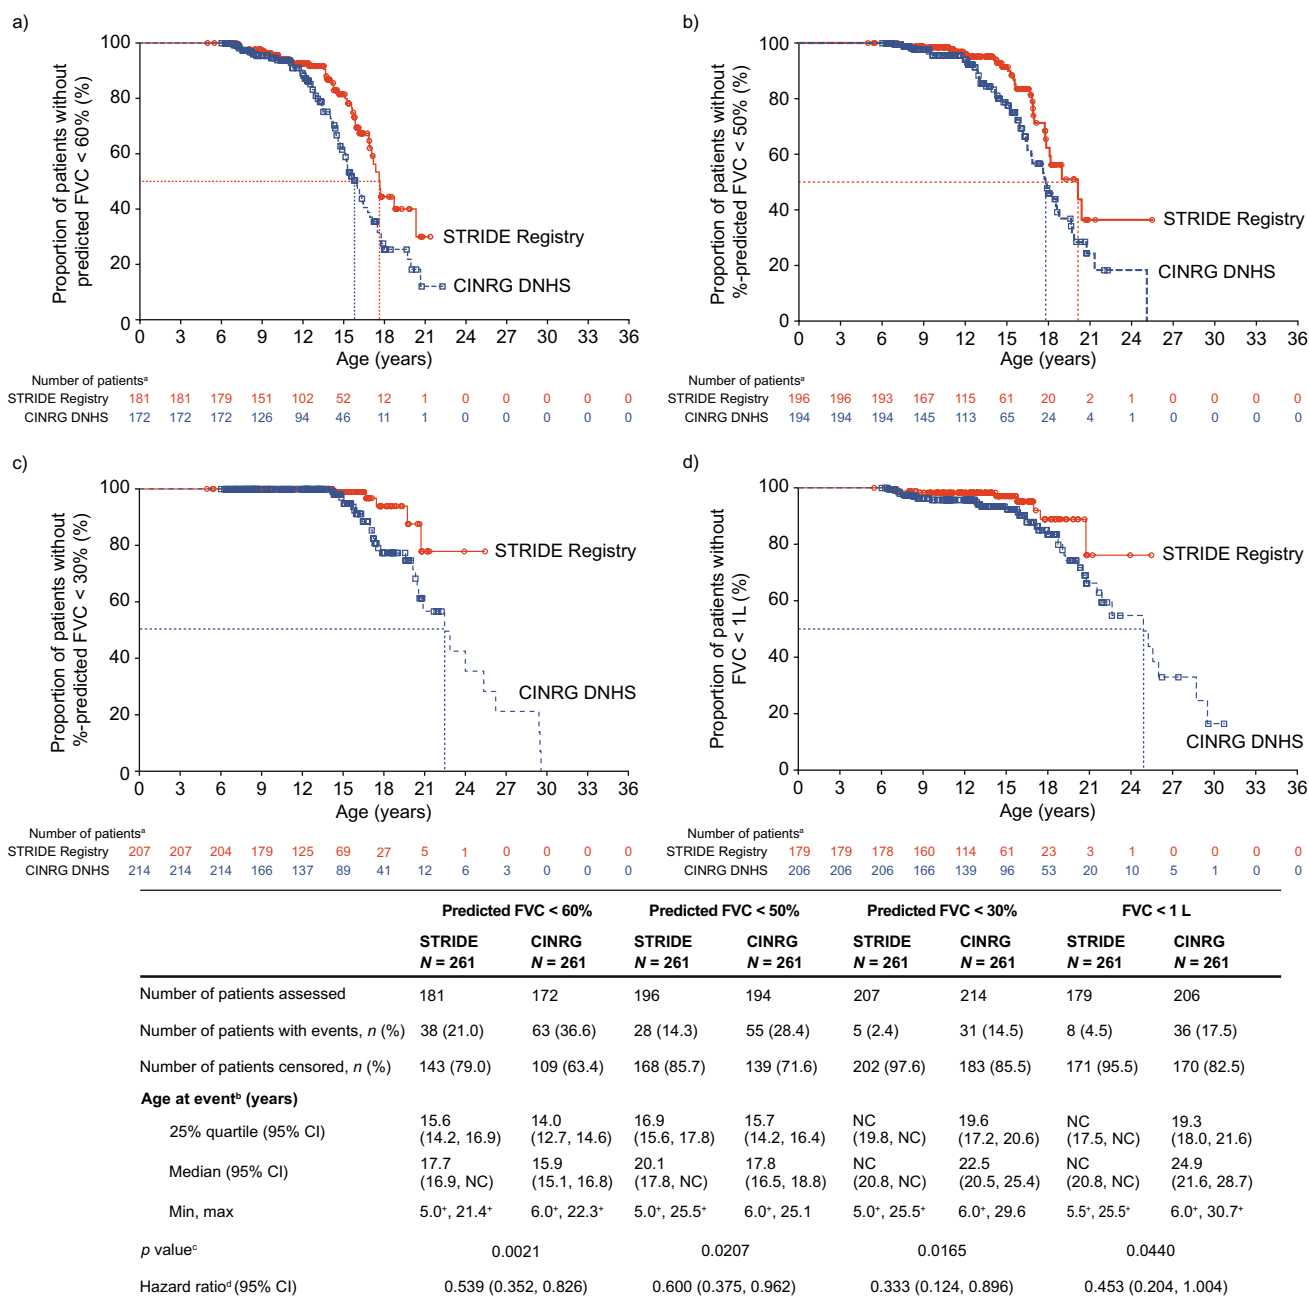 a)
Proportion of patients without
predicted FVC < 60% (%)
100
80
60
40
20
0
0 3 6 9 12 15 18 21 24 27 30 33 36
Age (years)
STRIDE Registry
CINRG DNHS
Number of patientsᵃ
STRIDE Registry 181 181 179 151 102 52 12 1 0 0 0 0 0
CINRG DNHS 172 172 172 126 94 46 11 1 0 0 0 0 0
b)
Proportion of patients without
%-predicted FVC < 50% (%)
100
80
60
40
20
0
0 3 6 9 12 15 18 21 24 27 30 33 36
Age (years)
STRIDE Registry
CINRG DNHS
Number of patientsᵃ
STRIDE Registry 196 196 193 167 115 61 20 2 1 0 0 0 0
CINRG DNHS 194 194 194 145 113 65 24 4 1 0 0 0 0
c)
Proportion of patients without
%-predicted FVC < 30% (%)
100
80
60
40
20
0
0 3 6 9 12 15 18 21 24 27 30 33 36
Age (years)
STRIDE Registry
CINRG DNHS
Number of patientsᵃ
STRIDE Registry 207 207 204 179 125 69 27 5 1 0 0 0 0
CINRG DNHS 214 214 214 166 137 89 41 12 6 3 0 0 0
d)
Proportion of patients without
FVC < 1L (%)
100
80
60
40
20
0
0 3 6 9 12 15 18 21 24 27 30 33 36
Age (years)
STRIDE Registry
CINRG DNHS
Number of patientsᵃ
STRIDE Registry 179 179 178 160 114 61 23 3 1 0 0 0 0
CINRG DNHS 206 206 206 166 139 96 53 20 10 5 1 0 0
Predicted FVC < 60% Predicted FVC < 50% Predicted FVC < 30% FVC < 1 L
STRIDE CINRG STRIDE CINRG STRIDE CINRG STRIDE CINRG
N = 261 N = 261 N = 261 N = 261 N = 261 N = 261 N = 261 N = 261
Number of patients assessed 181 172 196 194 207 214 179 206
Number of patients with events, n (%) 38 (21.0) 63 (36.6) 28 (14.3) 55 (28.4) 5 (2.4) 31 (14.5) 8 (4.5) 36 (17.5)
Number of patients censored, n (%) 143 (79.0) 109 (63.4) 168 (85.7) 139 (71.6) 202 (97.6) 183 (85.5) 171 (95.5) 170 (82.5)
Age at eventᵇ (years)
25% quartile (95% CI) 15.6 14.0 16.9 15.7 NC 19.6 NC 19.3
(14.2, 16.9) (12.7, 14.6) (15.6, 17.8) (14.2, 16.4) (19.8, NC) (17.2, 20.6) (17.5, NC) (18.0, 21.6)
Median (95% CI) 17.7 15.9 20.1 17.8 NC 22.5 NC 24.9
(16.9, NC) (15.1, 16.8) (17.8, NC) (16.5, 18.8) (20.8, NC) (20.5, 25.4) (20.8, NC) (21.6, 28.7)
Min, max 5.0⁺, 21.4⁺ 6.0⁺, 22.3⁺ 5.0⁺, 25.5⁺ 6.0⁺, 25.1 5.0⁺, 25.5⁺ 6.0⁺, 29.6 5.5⁺, 25.5⁺ 6.0⁺, 30.7⁺
p valueᶜ 0.0021 0.0207 0.0165 0.0440
Hazard ratioᵈ (95% CI) 0.539 (0.352, 0.826) 0.600 (0.375, 0.962) 0.333 (0.124, 0.896) 0.453 (0.204, 1.004)